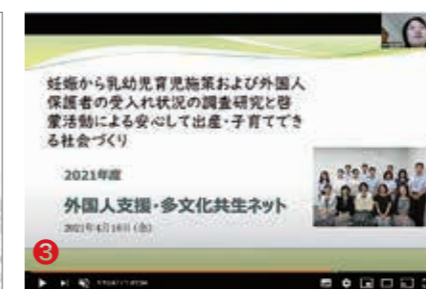 妊娠から乳幼児育児施策および外国人
保護者の受入れ状況の調査研究と啓
蒙活動による安心して出産・子育てでき
る社会づくり
2021年度
外国人支援・多文化共生ネット
2021年4月16日(金)
3